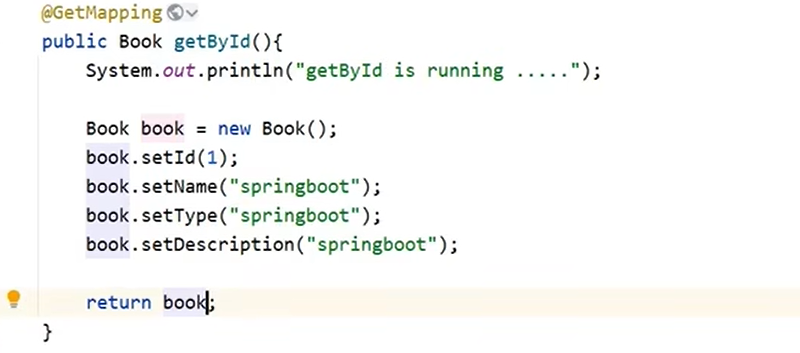 @GetMapping
public Book getById(){
System.out.println("getById is running .....");
Book book = new Book();
book.setId(1);
book.setName("springboot");
book.setType("springboot");
book.setDescription("springboot");
return book;
}